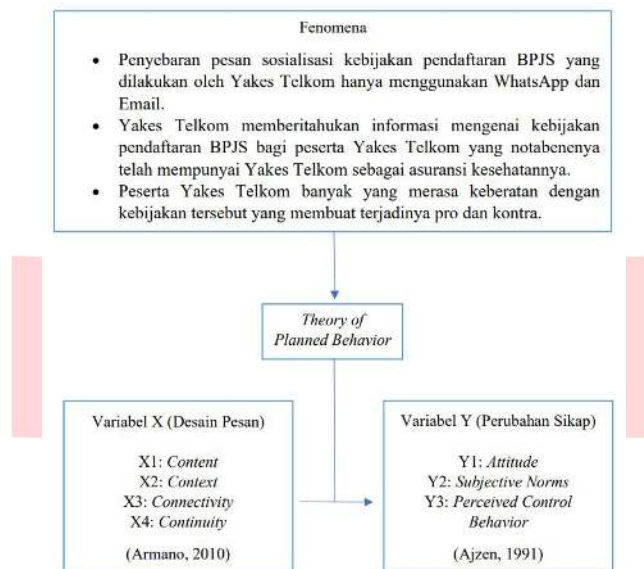 Fenomena
• Penyebaran pesan sosialisasi kebijakan pendaftaran BPJS yang
dilakukan oleh Yakes Telkom hanya menggunakan WhatsApp dan
Email.
• Yakes Telkom memberitahukan informasi mengenai kebijakan
pendaftaran BPJS bagi peserta Yakes Telkom yang notabenenya
telah mempunyai Yakes Telkom sebagai asuransi kesehatannya.
• Peserta Yakes Telkom banyak yang merasa keberatan dengan
kebijakan tersebut yang membuat terjadinya pro dan kontra.
Theory of
Planned Behavior
Variabel X (Desain Pesan)
X1: Content
X2: Context
X3: Connectivity
X4: Continuity
(Armano, 2010)
Variabel Y (Perubahan Sikap)
Y1: Attitude
Y2: Subjective Norms
Y3: Perceived Control
Behavior
(Ajzen, 1991)